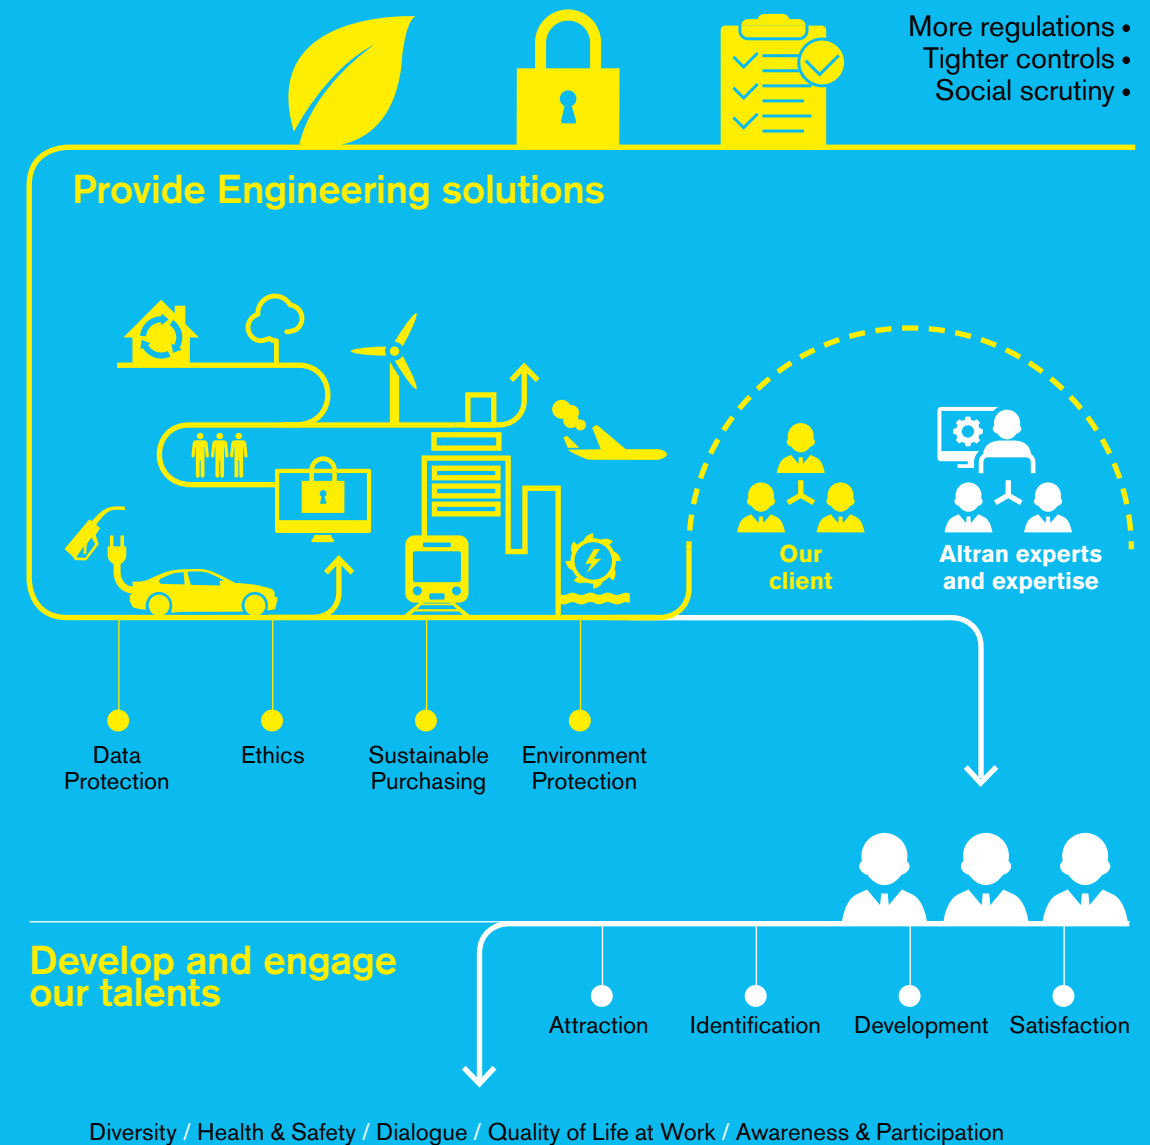 More regulations •
Tighter controls •
Social scrutiny •
Provide Engineering solutions
Our
client
Altran experts
and expertise
Data
Protection
Ethics
Sustainable
Purchasing
Environment
Protection
Develop and engage
our talents
Attraction
Identification
Development
Satisfaction
Diversity / Health & Safety / Dialogue / Quality of Life at Work / Awareness & Participation